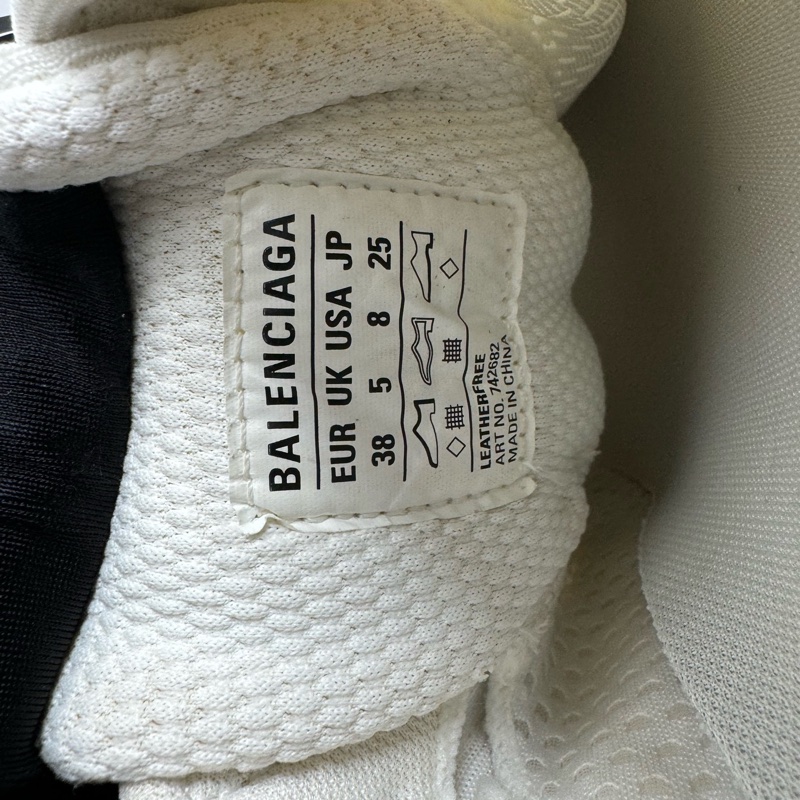 BALENCIAGA
EUR UK USA JP
38 5 8 25
LEATHERFREE
ART NO. 742682
MADE IN CHINA